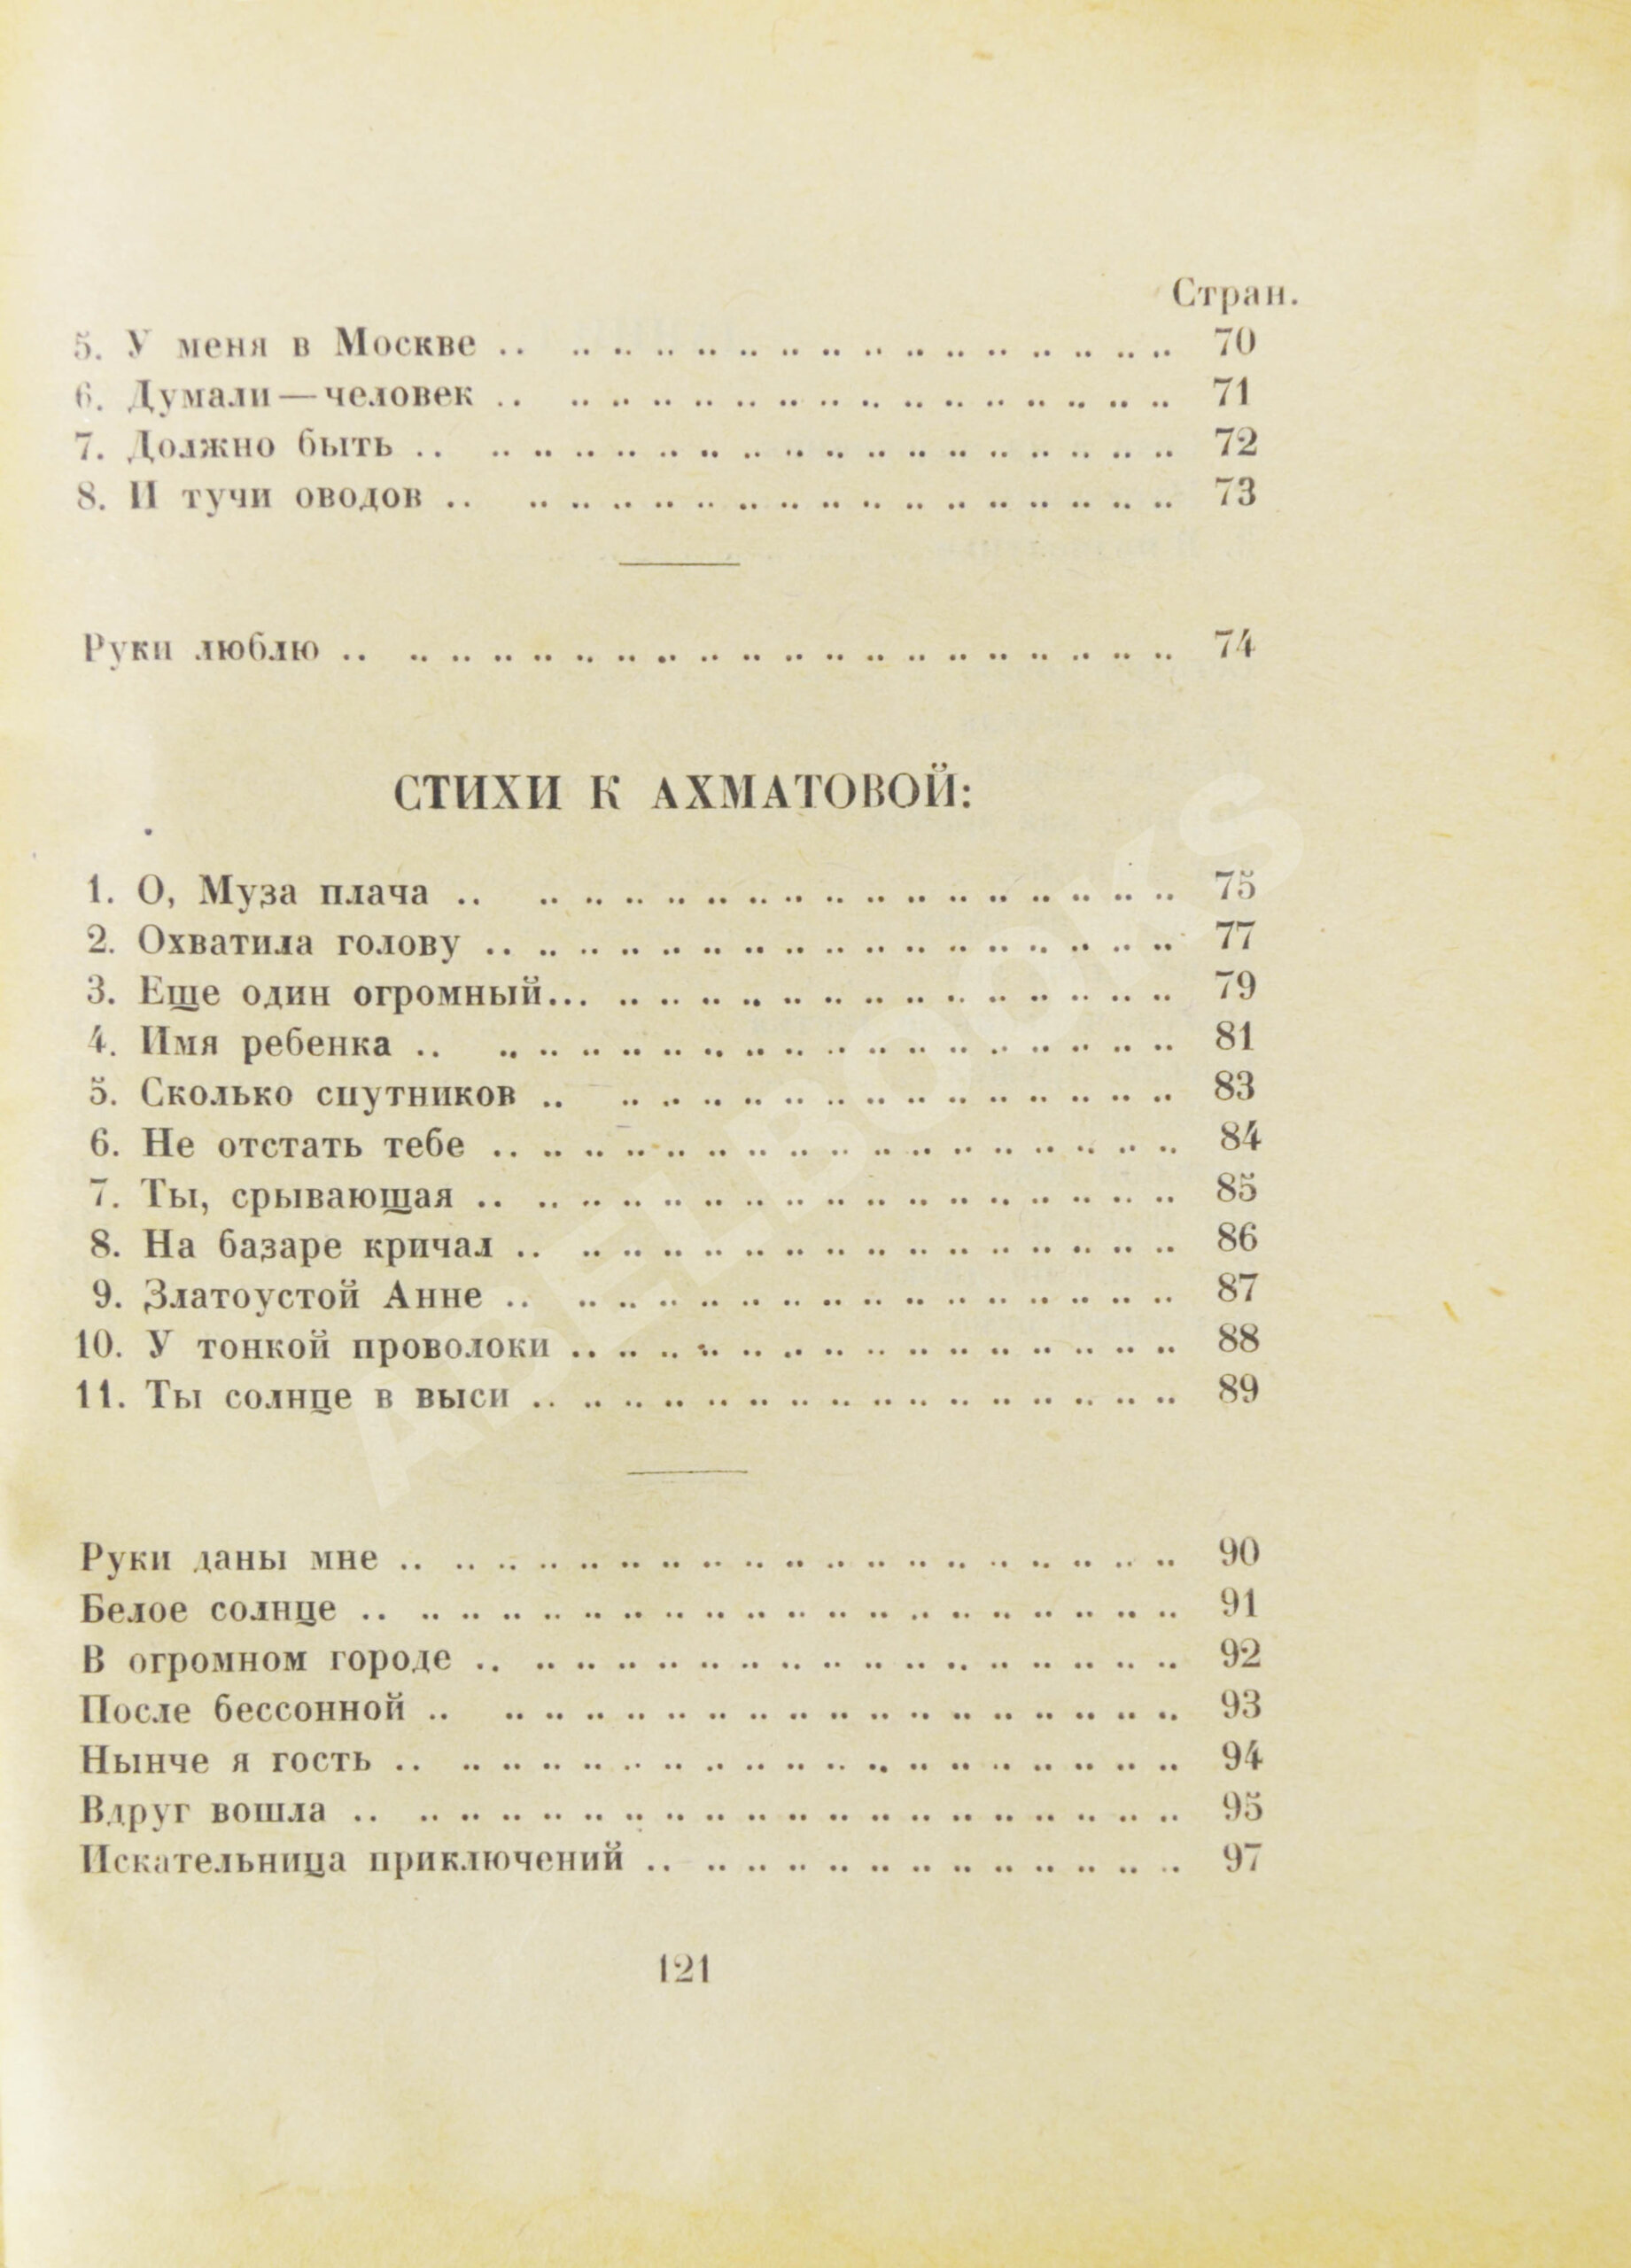 Стран.
5. У меня в Москве .. .. .. .. .. .. .. .. .. .. .. .. .. .. .. .. 70
6. Думали — человек .. .. .. .. .. .. .. .. .. .. .. .. .. .. .. .. 71
7. Должно быть .. .. .. .. .. .. .. .. .. .. .. .. .. .. .. .. .. .. 72
8. И тучи оводов .. .. .. .. .. .. .. .. .. .. .. .. .. .. .. .. .. 73
Руки люблю .. .. .. .. .. .. .. .. .. .. .. .. .. .. .. .. .. .. .. .. 74
СТИХИ К АХМАТОВОЙ:
1. О, Муза плача .. .. .. .. .. .. .. .. .. .. .. .. .. .. .. .. .. 75
2. Охватила голову .. .. .. .. .. .. .. .. .. .. .. .. .. .. .. .. .. 77
3. Еще один огромный... .. .. .. .. .. .. .. .. .. .. .. .. .. .. 79
4. Имя ребенка .. .. .. .. .. .. .. .. .. .. .. .. .. .. .. .. .. .. 81
5. Сколько спутников .. .. .. .. .. .. .. .. .. .. .. .. .. .. .. 83
6. Не отстать тебе .. .. .. .. .. .. .. .. .. .. .. .. .. .. .. .. .. 84
7. Ты, срывающая .. .. .. .. .. .. .. .. .. .. .. .. .. .. .. .. .. 85
8. На базаре кричал .. .. .. .. .. .. .. .. .. .. .. .. .. .. .. .. 86
9. Златоустой Анне .. .. .. .. .. .. .. .. .. .. .. .. .. .. .. .. 87
10. У тонкой проволоки .. .. .. .. .. .. .. .. .. .. .. .. .. .. .. 88
11. Ты солнце в выси .. .. .. .. .. .. .. .. .. .. .. .. .. .. .. .. 89
Руки даны мне .. .. .. .. .. .. .. .. .. .. .. .. .. .. .. .. .. .. .. 90
Белое солнце .. .. .. .. .. .. .. .. .. .. .. .. .. .. .. .. .. .. .. .. 91
В огромном городе .. .. .. .. .. .. .. .. .. .. .. .. .. .. .. .. .. 92
После бессонной .. .. .. .. .. .. .. .. .. .. .. .. .. .. .. .. .. .. 93
Нынче я гость .. .. .. .. .. .. .. .. .. .. .. .. .. .. .. .. .. .. .. 94
Вдруг вошла .. .. .. .. .. .. .. .. .. .. .. .. .. .. .. .. .. .. .. .. 95
Искательница приключений .. .. .. .. .. .. .. .. .. .. .. .. .. 97
121